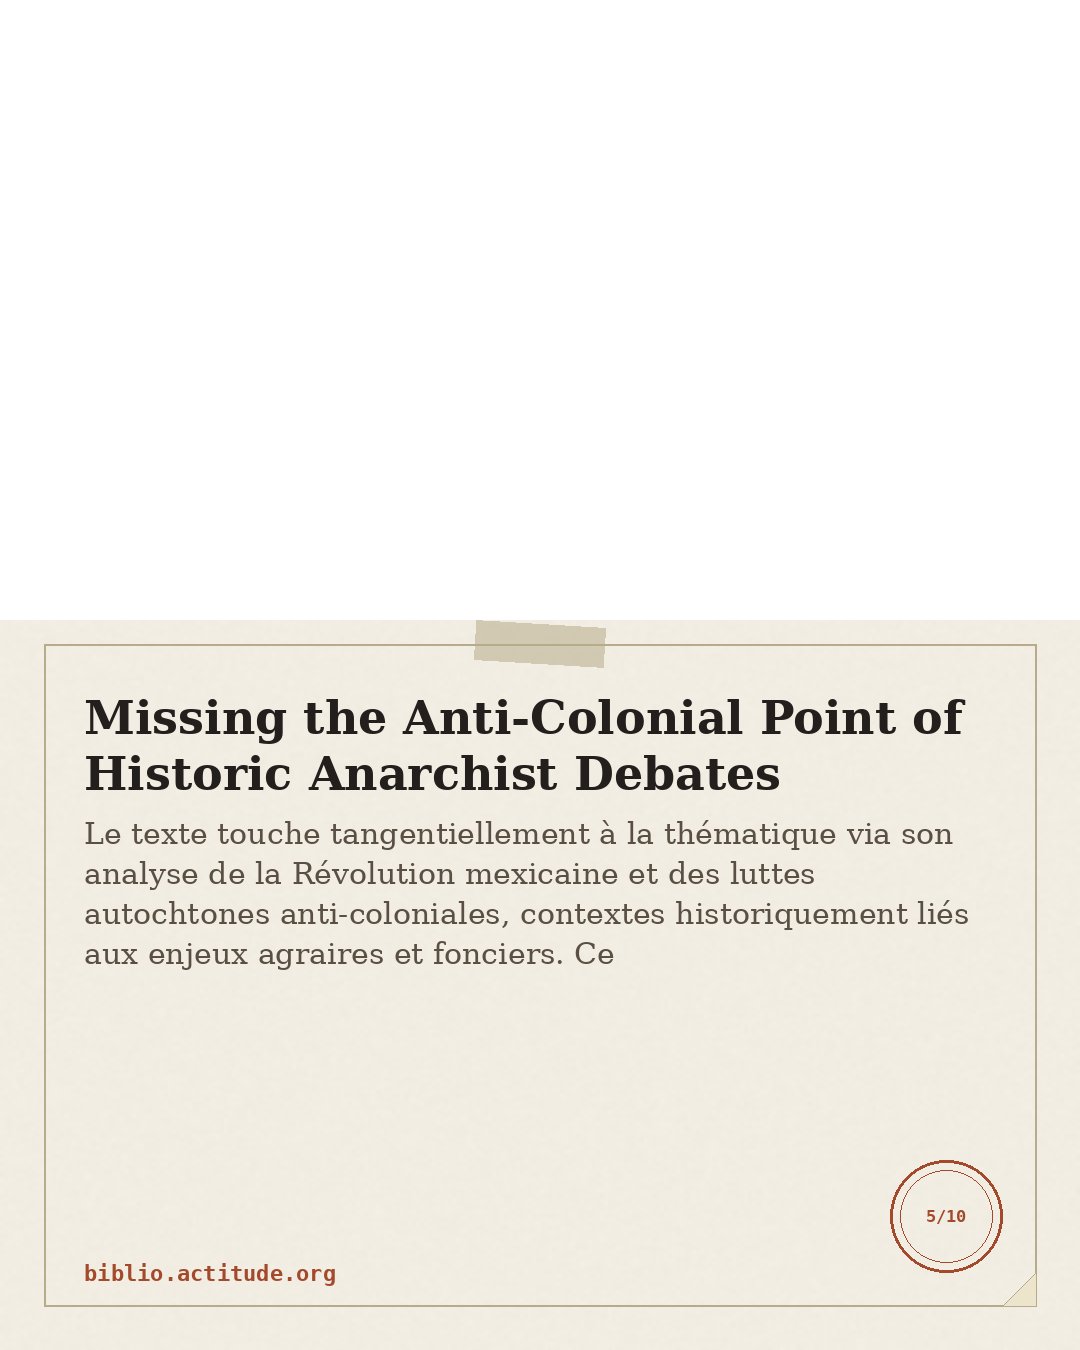 Missing the Anti-Colonial Point of
Historic Anarchist Debates
Le texte touche tangentiellement à la thématique via son
analyse de la Révolution mexicaine et des luttes
autochtones anti-coloniales, contextes historiquement liés
aux enjeux agraires et fonciers. Ce
5/10
biblio.actitude.org